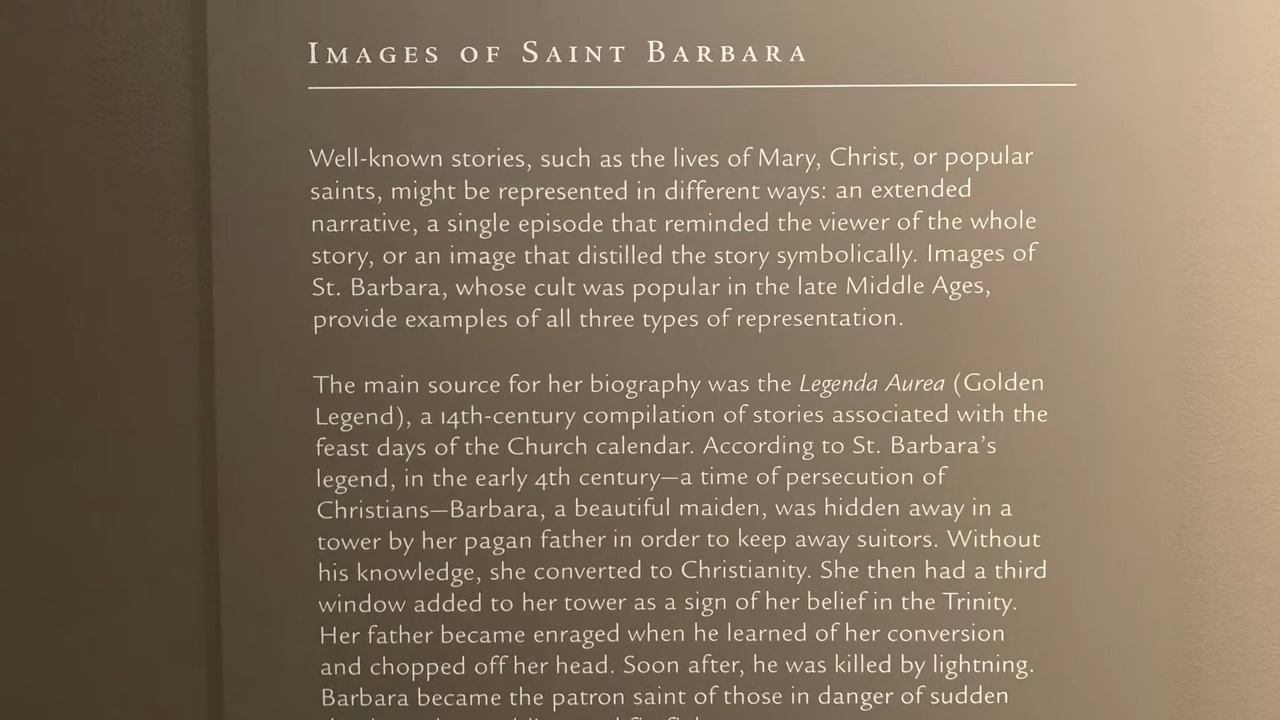 IMAGES OF SAINT BARBARA
Well-known stories, such as the lives of Mary, Christ, or popular
saints, might be represented in different ways: an extended
narrative, a single episode that reminded the viewer of the whole
story, or an image that distilled the story symbolically. Images of
St. Barbara, whose cult was popular in the late Middle Ages,
provide examples of all three types of representation.
The main source for her biography was the Legenda Aurea (Golden
Legend), a 14th-century compilation of stories associated with the
feast days of the Church calendar. According to St. Barbara's
legend, in the early 4th century—a time of persecution of
Christians—Barbara, a beautiful maiden, was hidden away in a
tower by her pagan father in order to keep away suitors. Without
his knowledge, she converted to Christianity. She then had a third
window added to her tower as a sign of her belief in the Trinity.
Her father became enraged when he learned of her conversion
and chopped off her head. Soon after, he was killed by lightning.
Barbara became the patron saint of those in danger of sudden